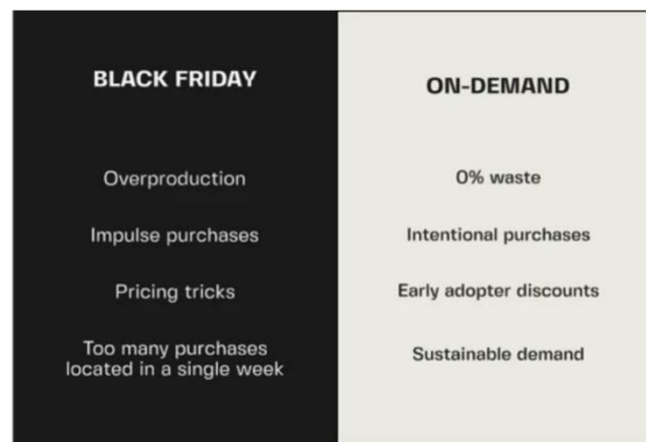 BLACK FRIDAY
Overproduction
Impulse purchases
Pricing tricks
Too many purchases
located in a single week
ON-DEMAND
0% waste
Intentional purchases
Early adopter discounts
Sustainable demand